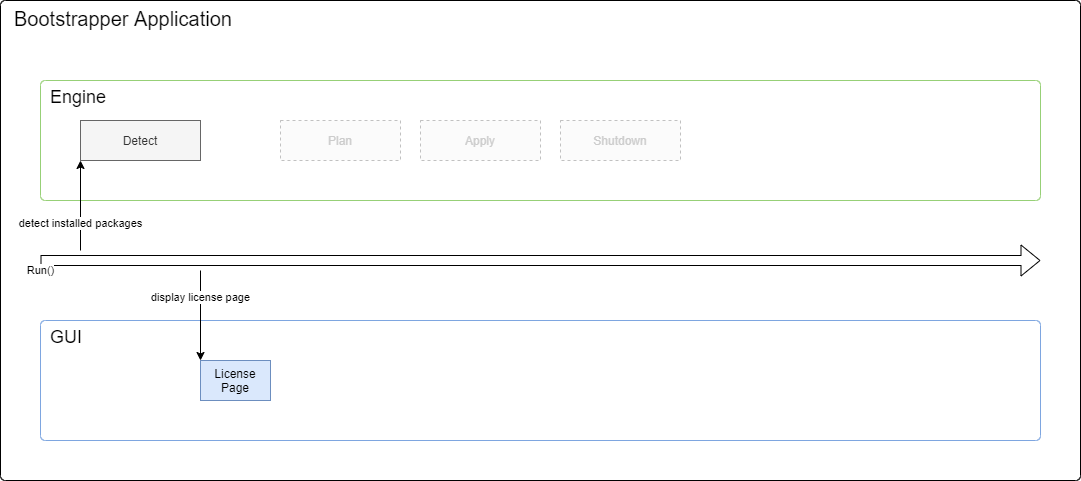 Bootstrapper Application
Engine
Detect
Plan
Apply
Shutdown
detect installed packages
Run()
display license page
GUI
License
Page